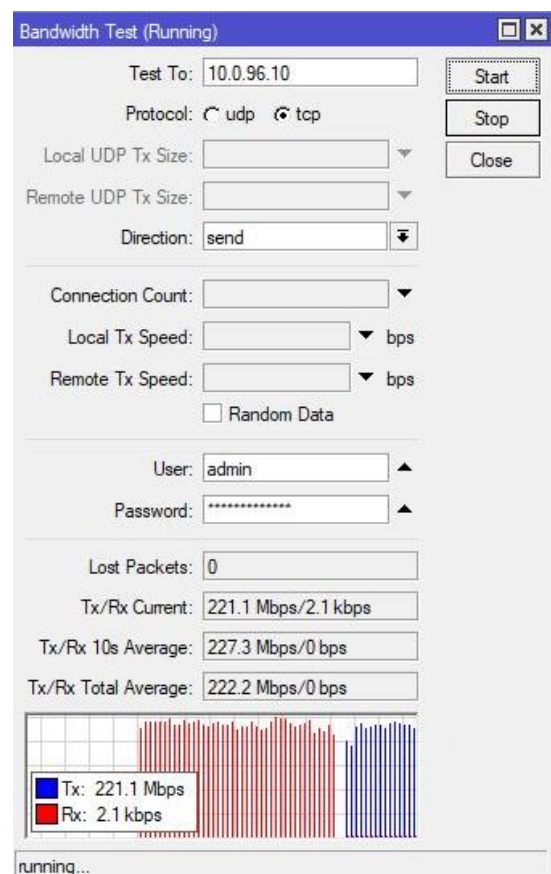 Bandwidth Test (Running)
Test To: 10.0.96.10
Start
Protocol: udp tcp
Stop
Local UDP Tx Size:
Close
Remote UDP Tx Size:
Direction: send
Connection Count:
Local Tx Speed: bps
Remote Tx Speed: bps
Random Data
User: admin
Password: *************
Lost Packets: 0
Tx/Rx Current: 221.1 Mbps/2.1 kbps
Tx/Rx 10s Average: 227.3 Mbps/0 bps
Tx/Rx Total Average: 222.2 Mbps/0 bps
Tx: 221.1 Mbps
Rx: 2.1 kbps
running...